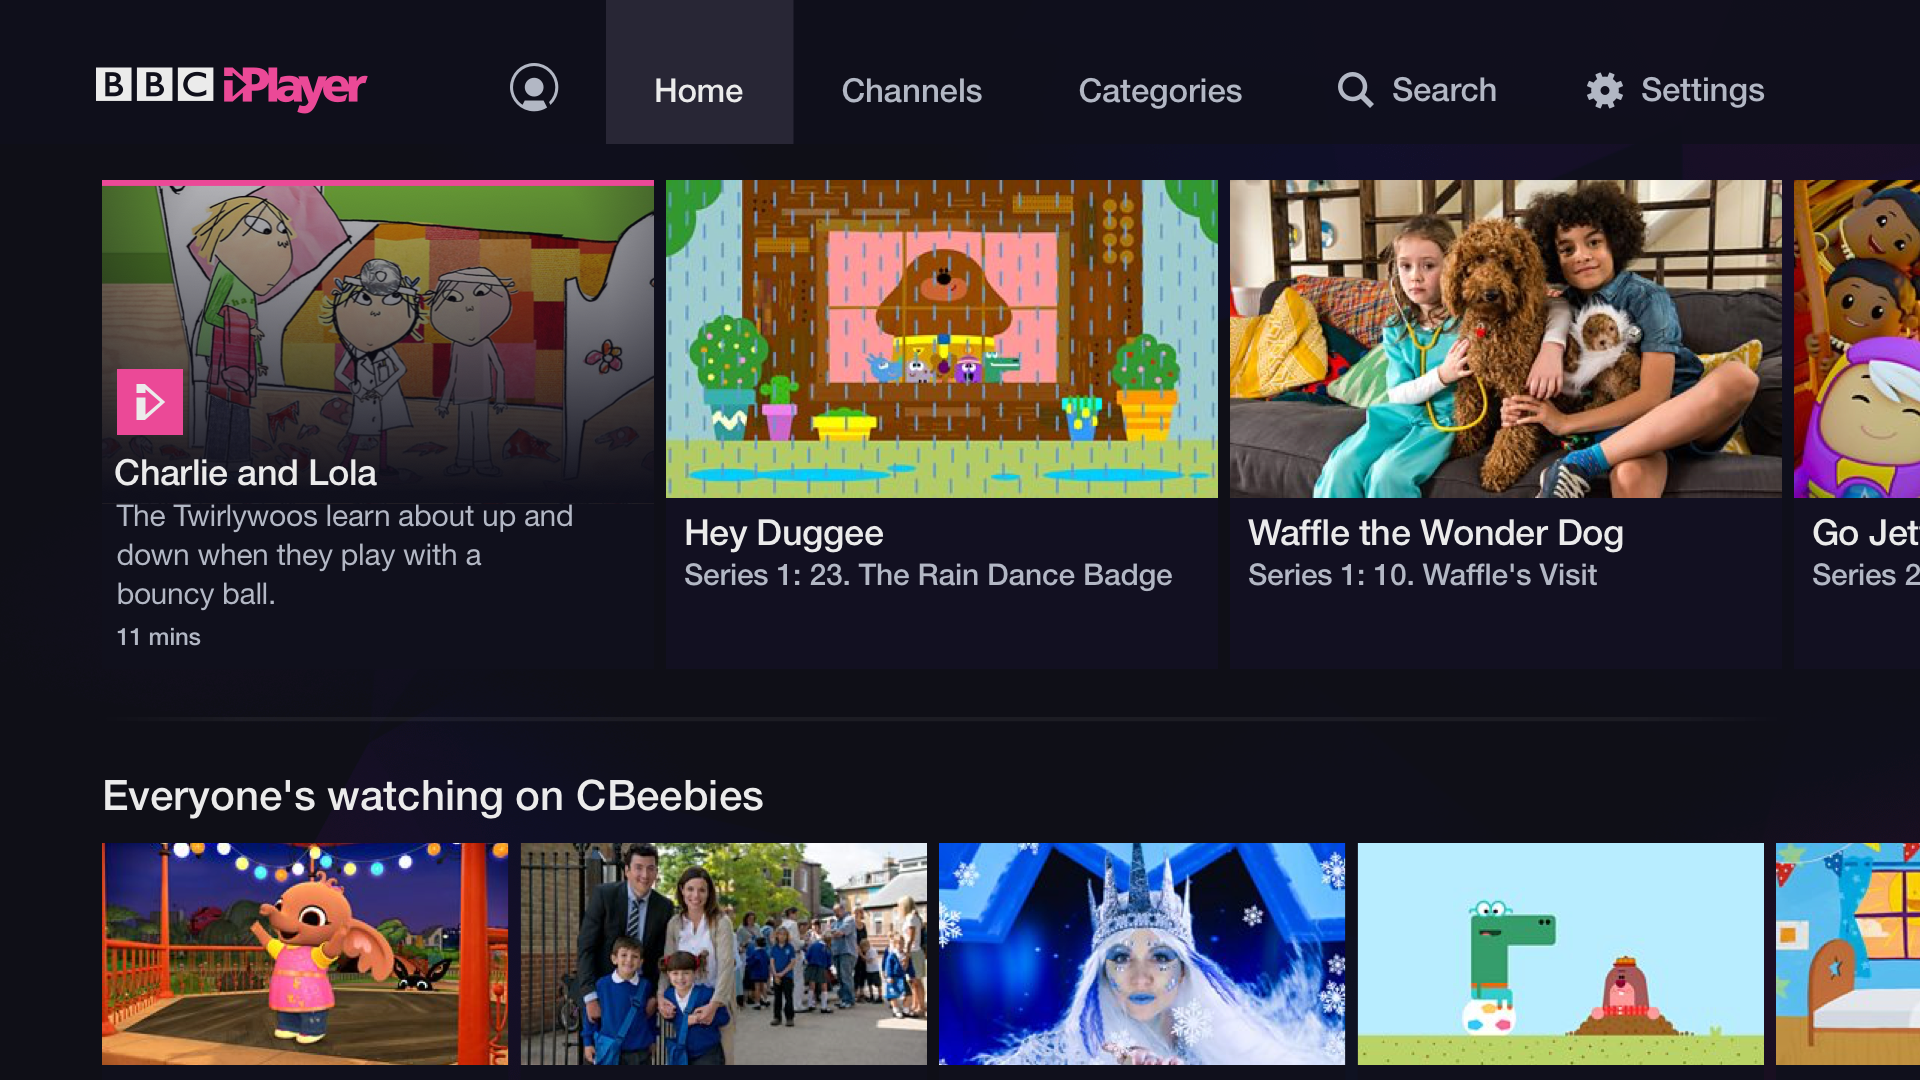 BBC iPlayer
Home
Channels
Categories
Search
Settings
Charlie and Lola
The Twirlywoos learn about up and
down when they play with a
bouncy ball.
11 mins
Hey Duggee
Series 1: 23. The Rain Dance Badge
Waffle the Wonder Dog
Series 1: 10. Waffle's Visit
Go Jet
Series 2
Everyone's watching on CBeebies